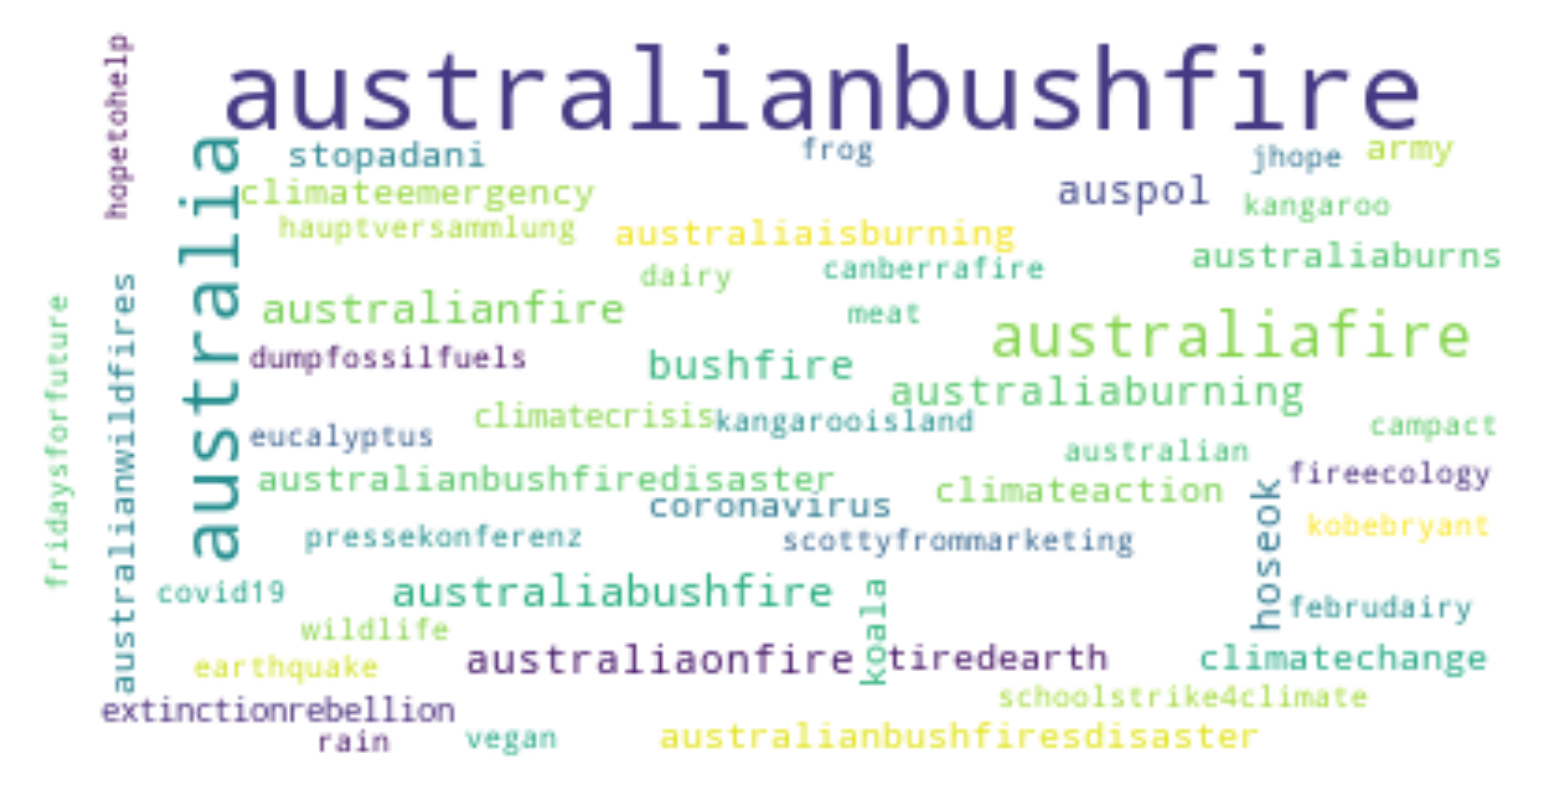 australianbushfire
hopetohelp
australia
stopadani
frog
jhope
army
climateemergency
auspol
kangaroo
hauptversammlung
australiaisburning
australiaburns
dairy
canberrafire
australianfire
meat
australiafire
dumpfossilfuels
bushfire
australiaburning
fridaysforfuture
australianwildfires
climatecrisis
kangarooisland
campact
eucalyptus
australian
fireecology
australianbushfiredisaster
climateaction
coronavirus
hoseok
kobebryant
pressekonferenz
scottyfrommarketing
covid19
australiabushfire
koala
februdairy
wildlife
earthquake
australiaonfire
tiredearth
climatechange
schoolstrike4climate
extinctionrebellion
rain
vegan
australianbushfiresdisaster